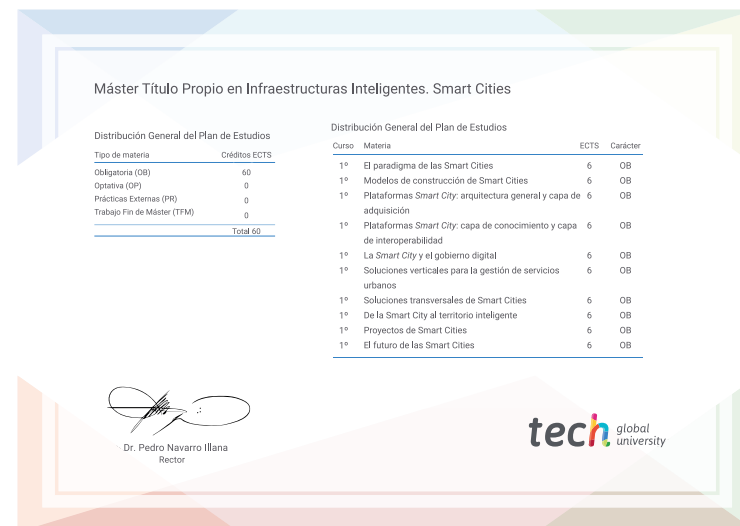 Máster Título Propio en Infraestructuras Inteligentes. Smart Cities
Distribución General del Plan de Estudios
Tipo de materia Créditos ECTS
Obligatoria (OB) 60
Optativa (OP) 0
Prácticas Externas (PR) 0
Trabajo Fin de Máster (TFM) 0
Total 60
Distribución General del Plan de Estudios
Curso Materia ECTS Carácter
1º El paradigma de las Smart Cities 6 OB
1º Modelos de construcción de Smart Cities 6 OB
1º Plataformas Smart City: arquitectura general y capa de 6 OB
adquisición
1º Plataformas Smart City: capa de conocimiento y capa 6 OB
de interoperabilidad
1º La Smart City y el gobierno digital 6 OB
1º Soluciones verticales para la gestión de servicios 6 OB
urbanos
1º Soluciones transversales de Smart Cities 6 OB
1º De la Smart City al territorio inteligente 6 OB
1º Proyectos de Smart Cities 6 OB
1º El futuro de las Smart Cities 6 OB
Dr. Pedro Navarro Illana
Rector
tech global
university